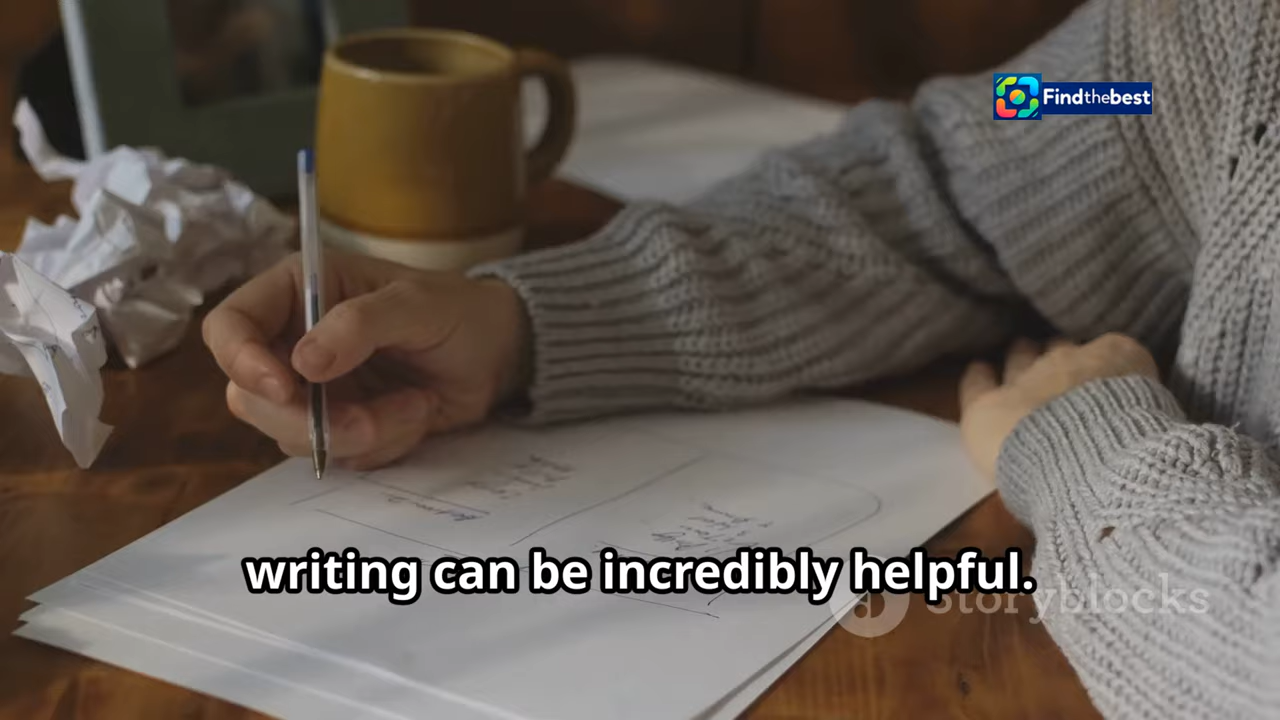 Findthebest
writing can be incredibly helpful.
Storyblocks